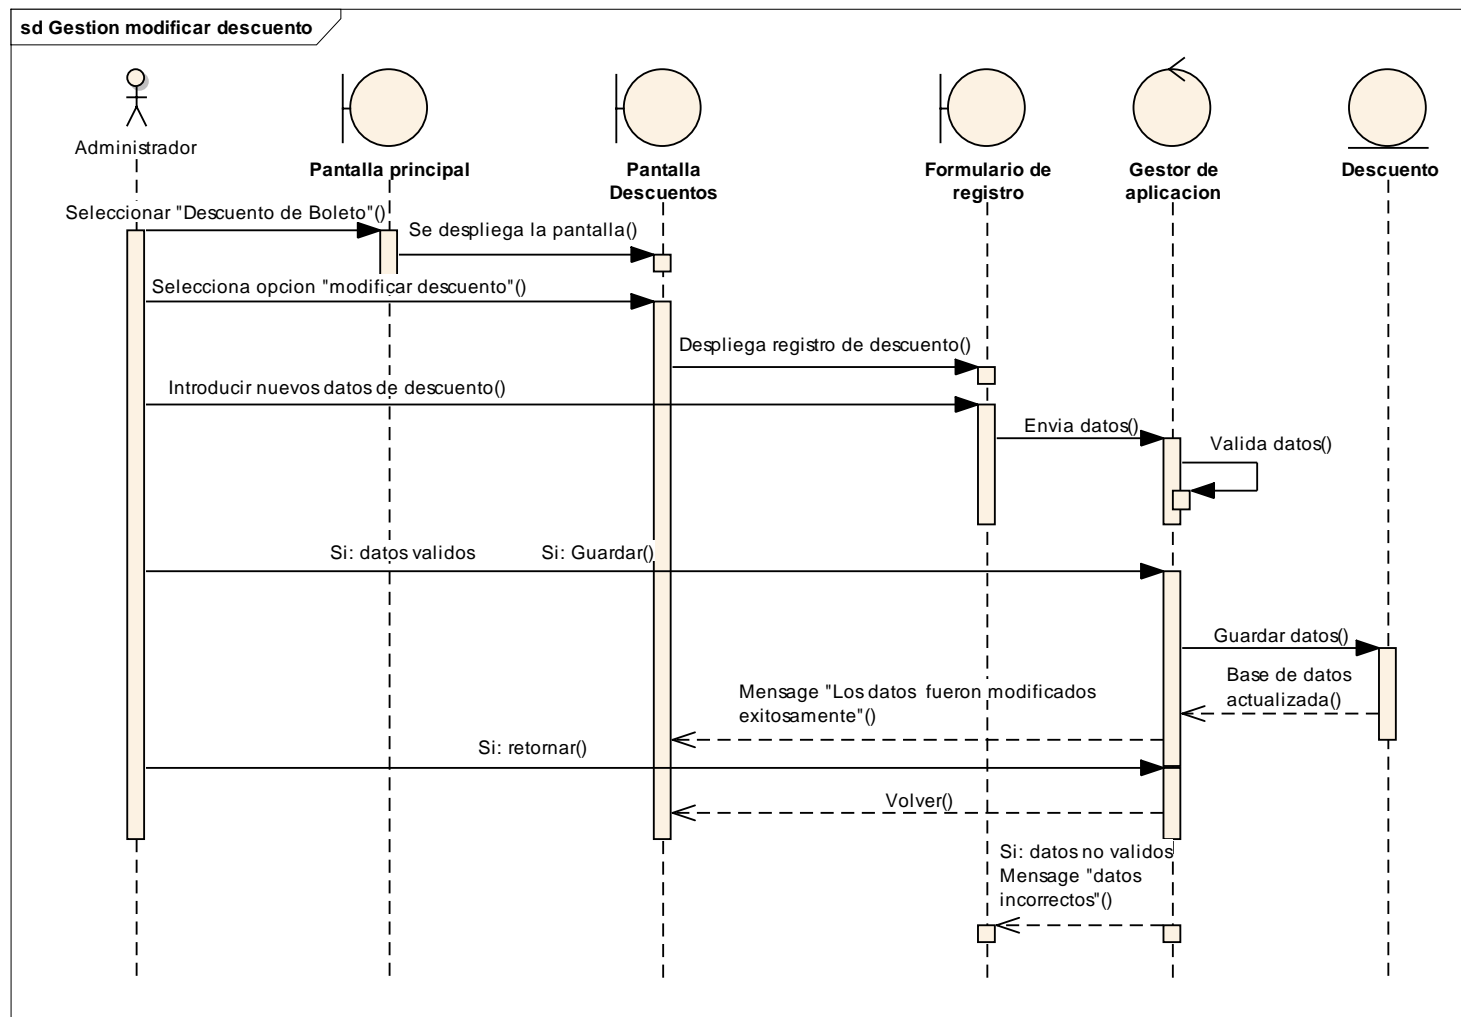 sd Gestion modificar descuento
Administrador
Pantalla principal
Pantalla
Descuentos
Formulario de
registro
Gestor de
aplicacion
Descuento
Seleccionar "Descuento de Boleto"()
Se despliega la pantalla()
Selecciona opcion "modificar descuento"()
Despliega registro de descuento()
Introducir nuevos datos de descuento()
Envia datos()
Valida datos()
Si: datos validos
Si: Guardar()
Guardar datos()
Base de datos
actualizada()
Mensage "Los datos fueron modificados
exitosamente"()
Si: retornar()
Volver()
Si: datos no validos
Mensage "datos
incorrectos"()